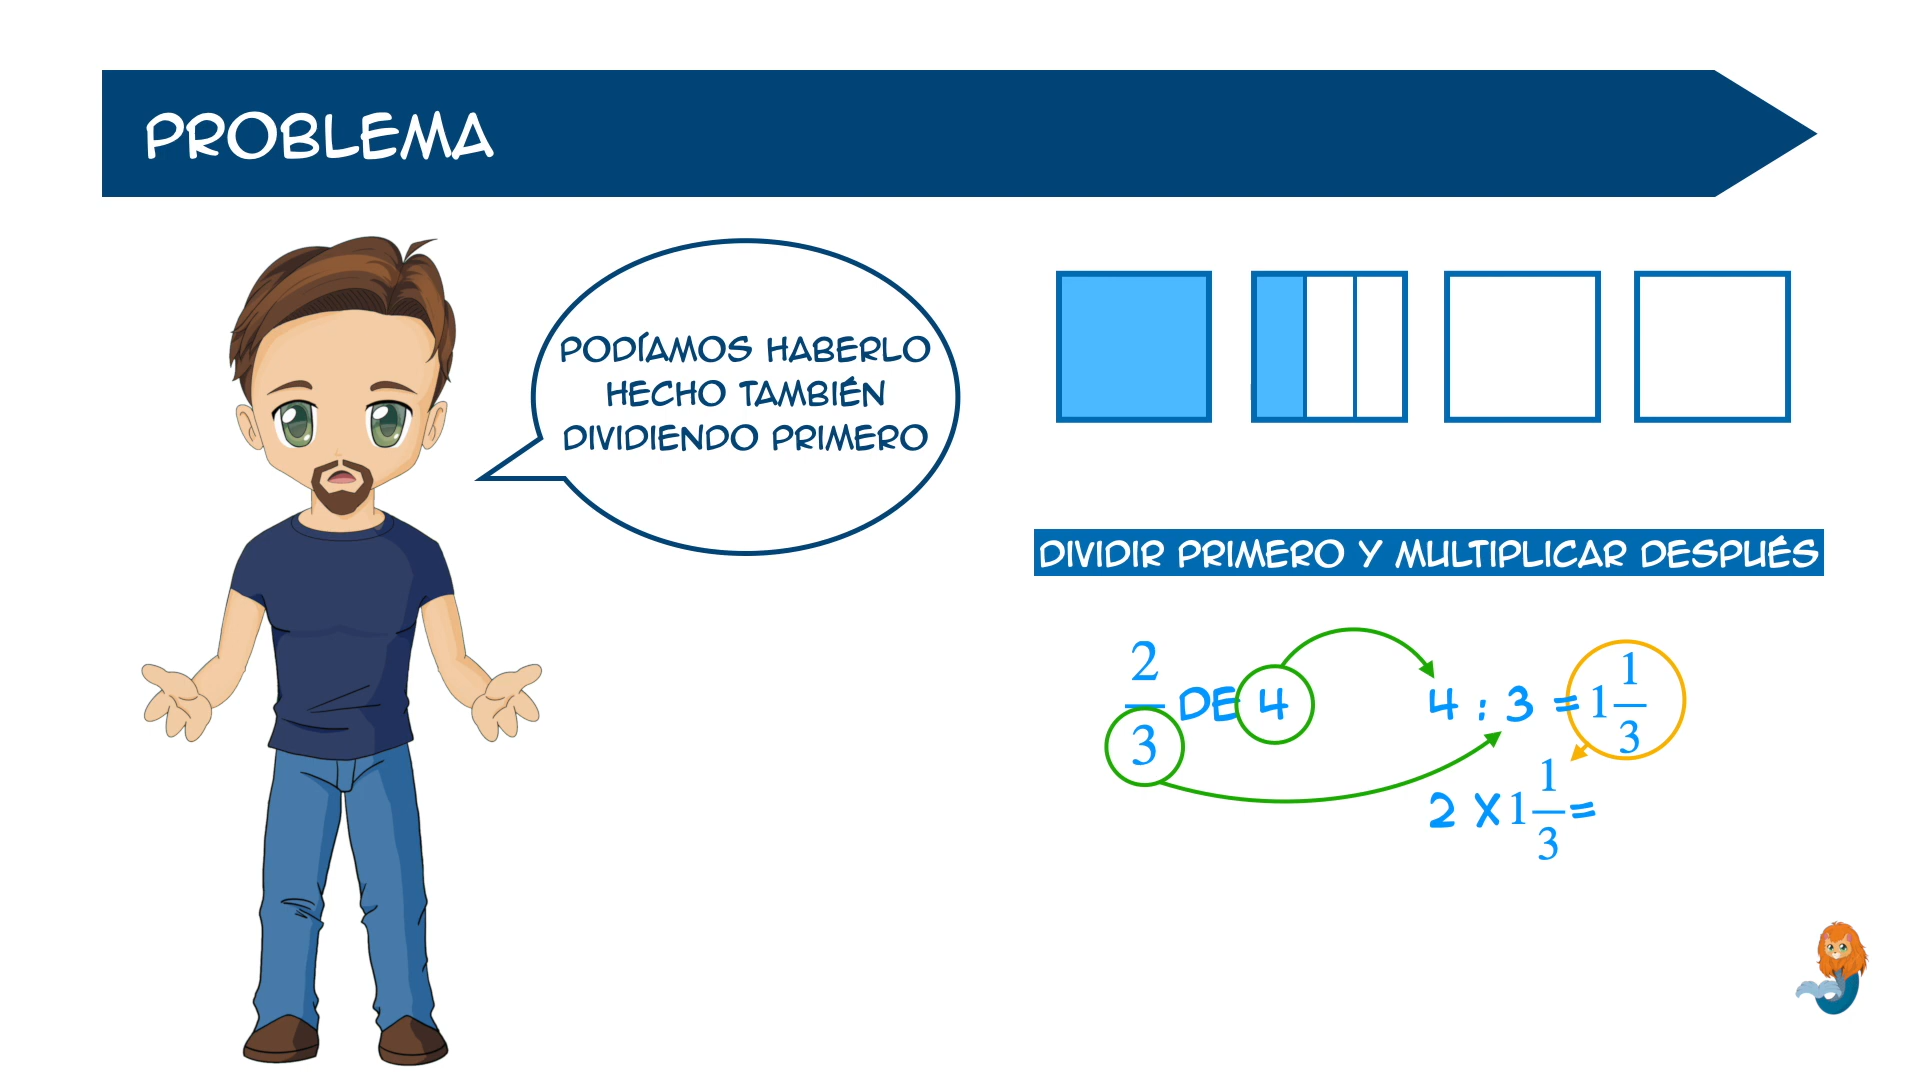 PROBLEMA
PODÍAMOS HABERLO
HECHO TAMBIÉN
DIVIDIENDO PRIMERO
DIVIDIR PRIMERO Y MULTIPLICAR DESPUÉS
2/3 DE 4
4 : 3 = 1 1/3
2 X 1 1/3 =